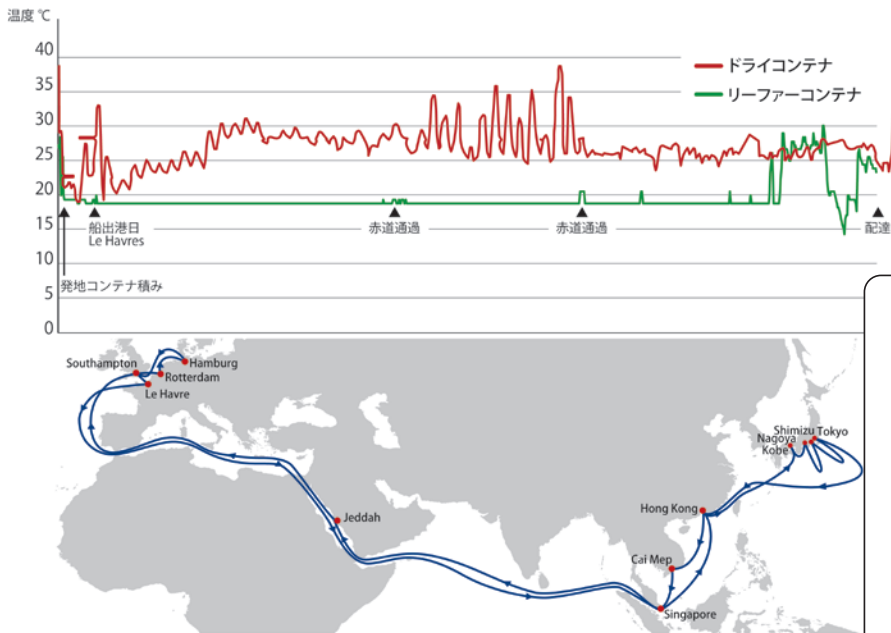 温度 ℃
40
35
30
25
20
15
10
5
0
ドライコンテナ
リーファーコンテナ
船出港日
Le Havres
赤道通過
赤道通過
配達
発地コンテナ積み
Southampton
Hamburg
Rotterdam
Le Havre
Jeddah
Shimizu Tokyo
Nagoya
Kobe
Hong Kong
Cai Mep
Singapore